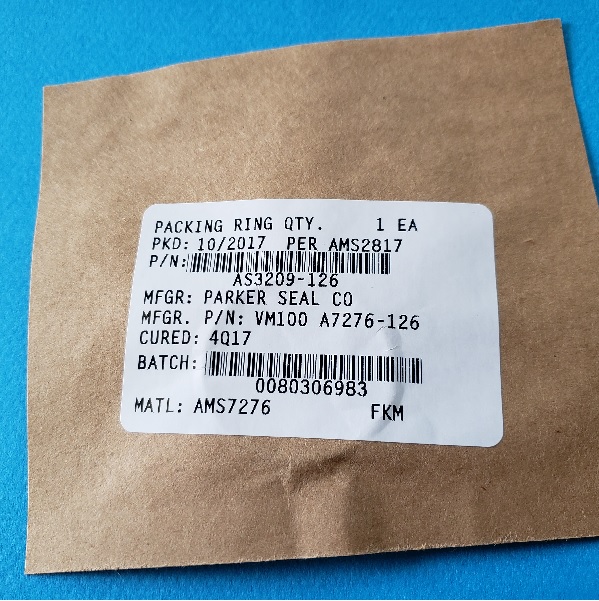 PACKING RING QTY. 1 EA
PKD: 10/2017 PER AMS2817
P/N:
AS3209-126
MFGR: PARKER SEAL CO
MFGR. P/N: VM100 A7276-126
CURED: 4Q17
BATCH:
0080306983
MATL: AMS7276 FKM